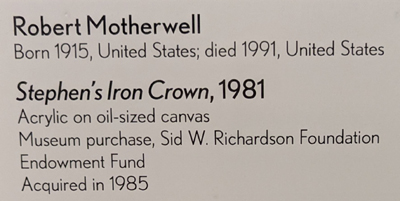 Robert Motherwell
Born 1915, United States; died 1991, United States
Stephen's Iron Crown, 1981
Acrylic on oil-sized canvas
Museum purchase, Sid W. Richardson Foundation
Endowment Fund
Acquired in 1985